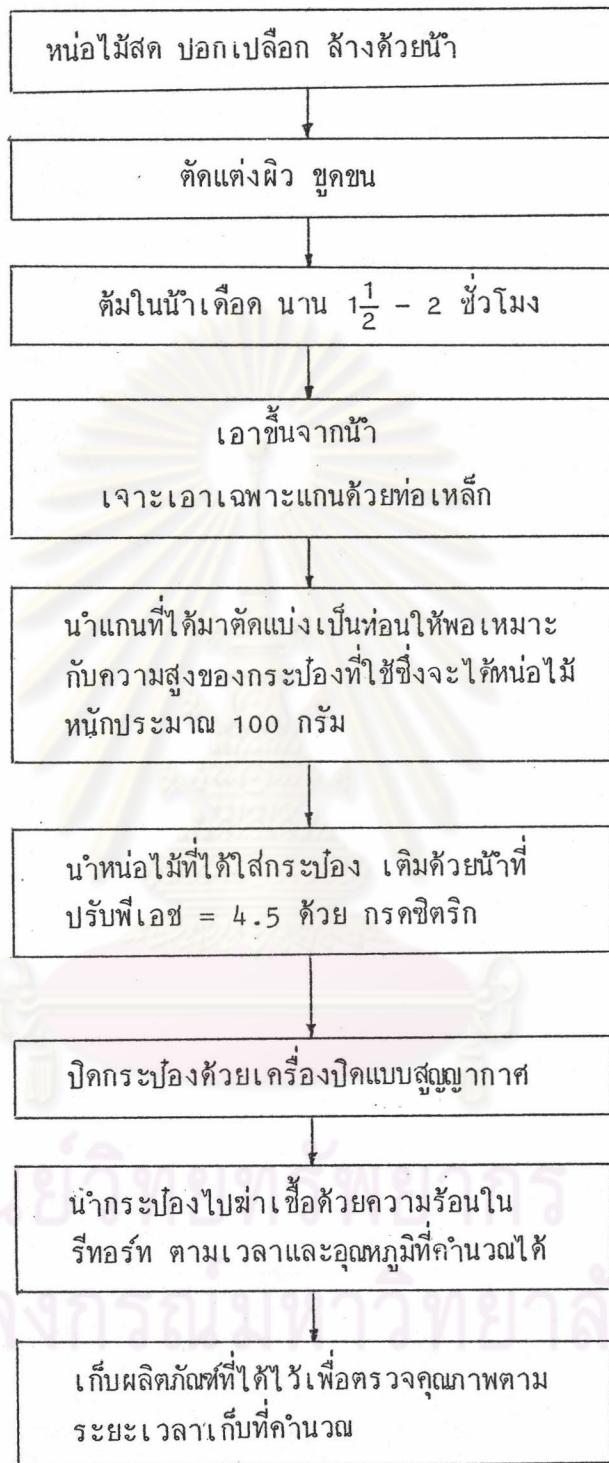 หน่อไม้สด ปอกเปลือก ล้างด้วยน้ำ
ตัดแต่งผิว ขูดขน
ต้มในน้ำเดือด นาน 1 1/2 - 2 ชั่วโมง
เอาขึ้นจากน้ำ
เจาะเอาเฉพาะแกนด้วยท่อเหล็ก
นำแกนที่ได้มาตัดแบ่งเป็นท่อนให้พอเหมาะ
กับความสูงของกระป๋องที่ใช้ซึ่งจะได้หน่อไม้
หนักประมาณ 100 กรัม
นำหน่อไม้ที่ได้ใส่กระป๋อง เติมด้วยน้ำที่
ปรับพีเอช = 4.5 ด้วย กรดซิตริก
ปิดกระป๋องด้วยเครื่องปิดแบบสูญญากาศ
นำกระป๋องไปฆ่าเชื้อด้วยความร้อนใน
รีทอร์ท ตามเวลาและอุณหภูมิที่คำนวณได้
เก็บผลิตภัณฑ์ที่ได้ไว้เพื่อตรวจคุณภาพตาม
ระยะเวลาเก็บที่คำนวณ